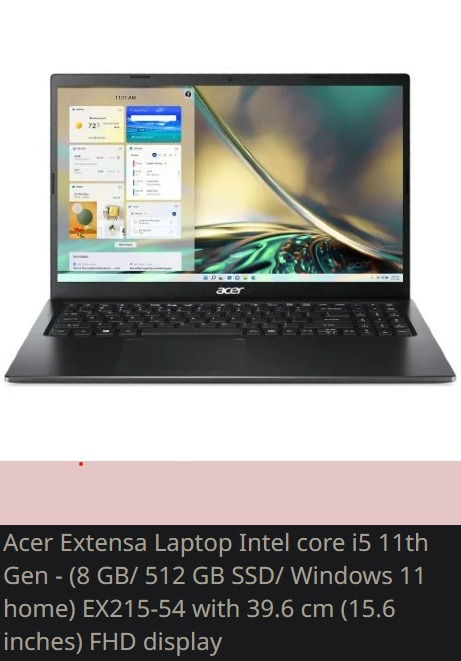 11:11 AM
72°
acer
Acer Extensa Laptop Intel core i5 11th
Gen - (8 GB/ 512 GB SSD/ Windows 11
home) EX215-54 with 39.6 cm (15.6
inches) FHD display